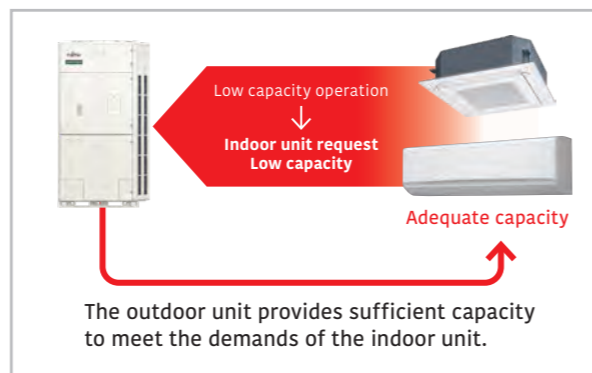 FUJITSU
Low capacity operation
Indoor unit request
Low capacity
Adequate capacity
The outdoor unit provides sufficient capacity
to meet the demands of the indoor unit.